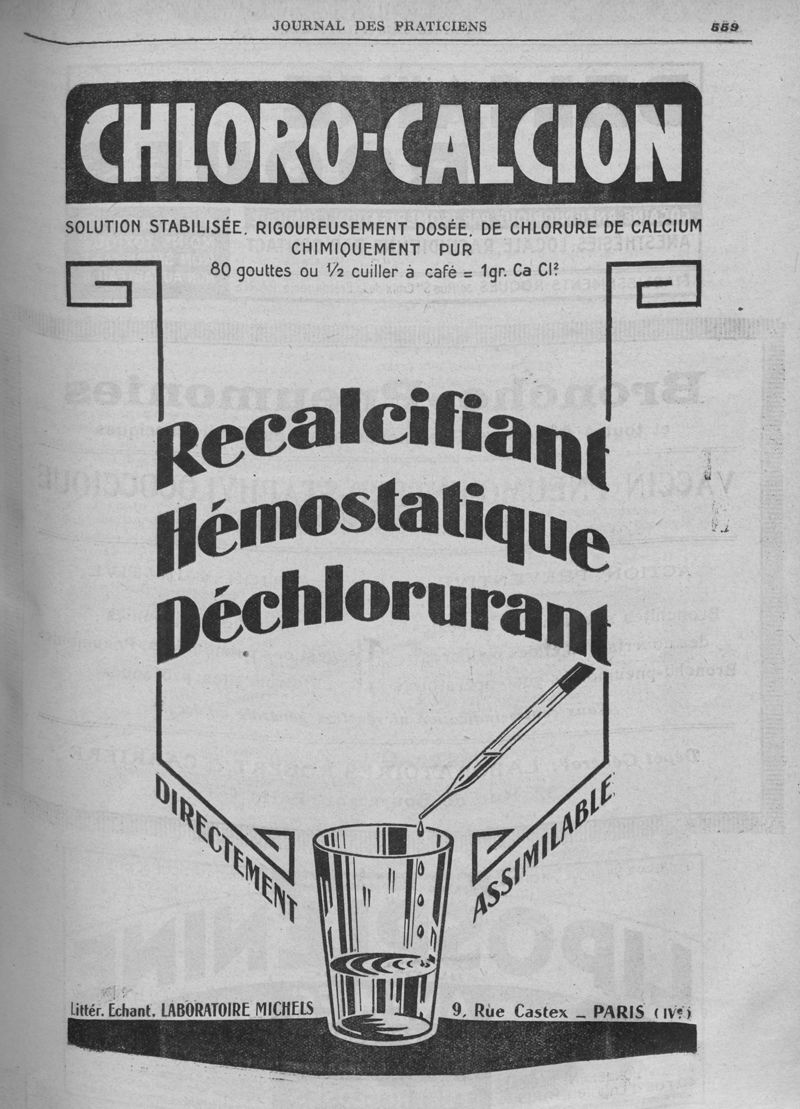 JOURNAL DES PRATICIENS 559
CHLORO-CALCION
SOLUTION STABILISÉE, RIGOUREUSEMENT DOSÉE, DE CHLORURE DE CALCIUM
CHIMIQUEMENT PUR
80 gouttes ou 1/2 cuiller à café = 1gr. Ca Cl²
Recalcifiant
Hémostatique
Déchlorurant
DIRECTEMENT ASSIMILABLE
Littér. Echant. LABORATOIRE MICHELS 9, Rue Castex _ PARIS (IVe)